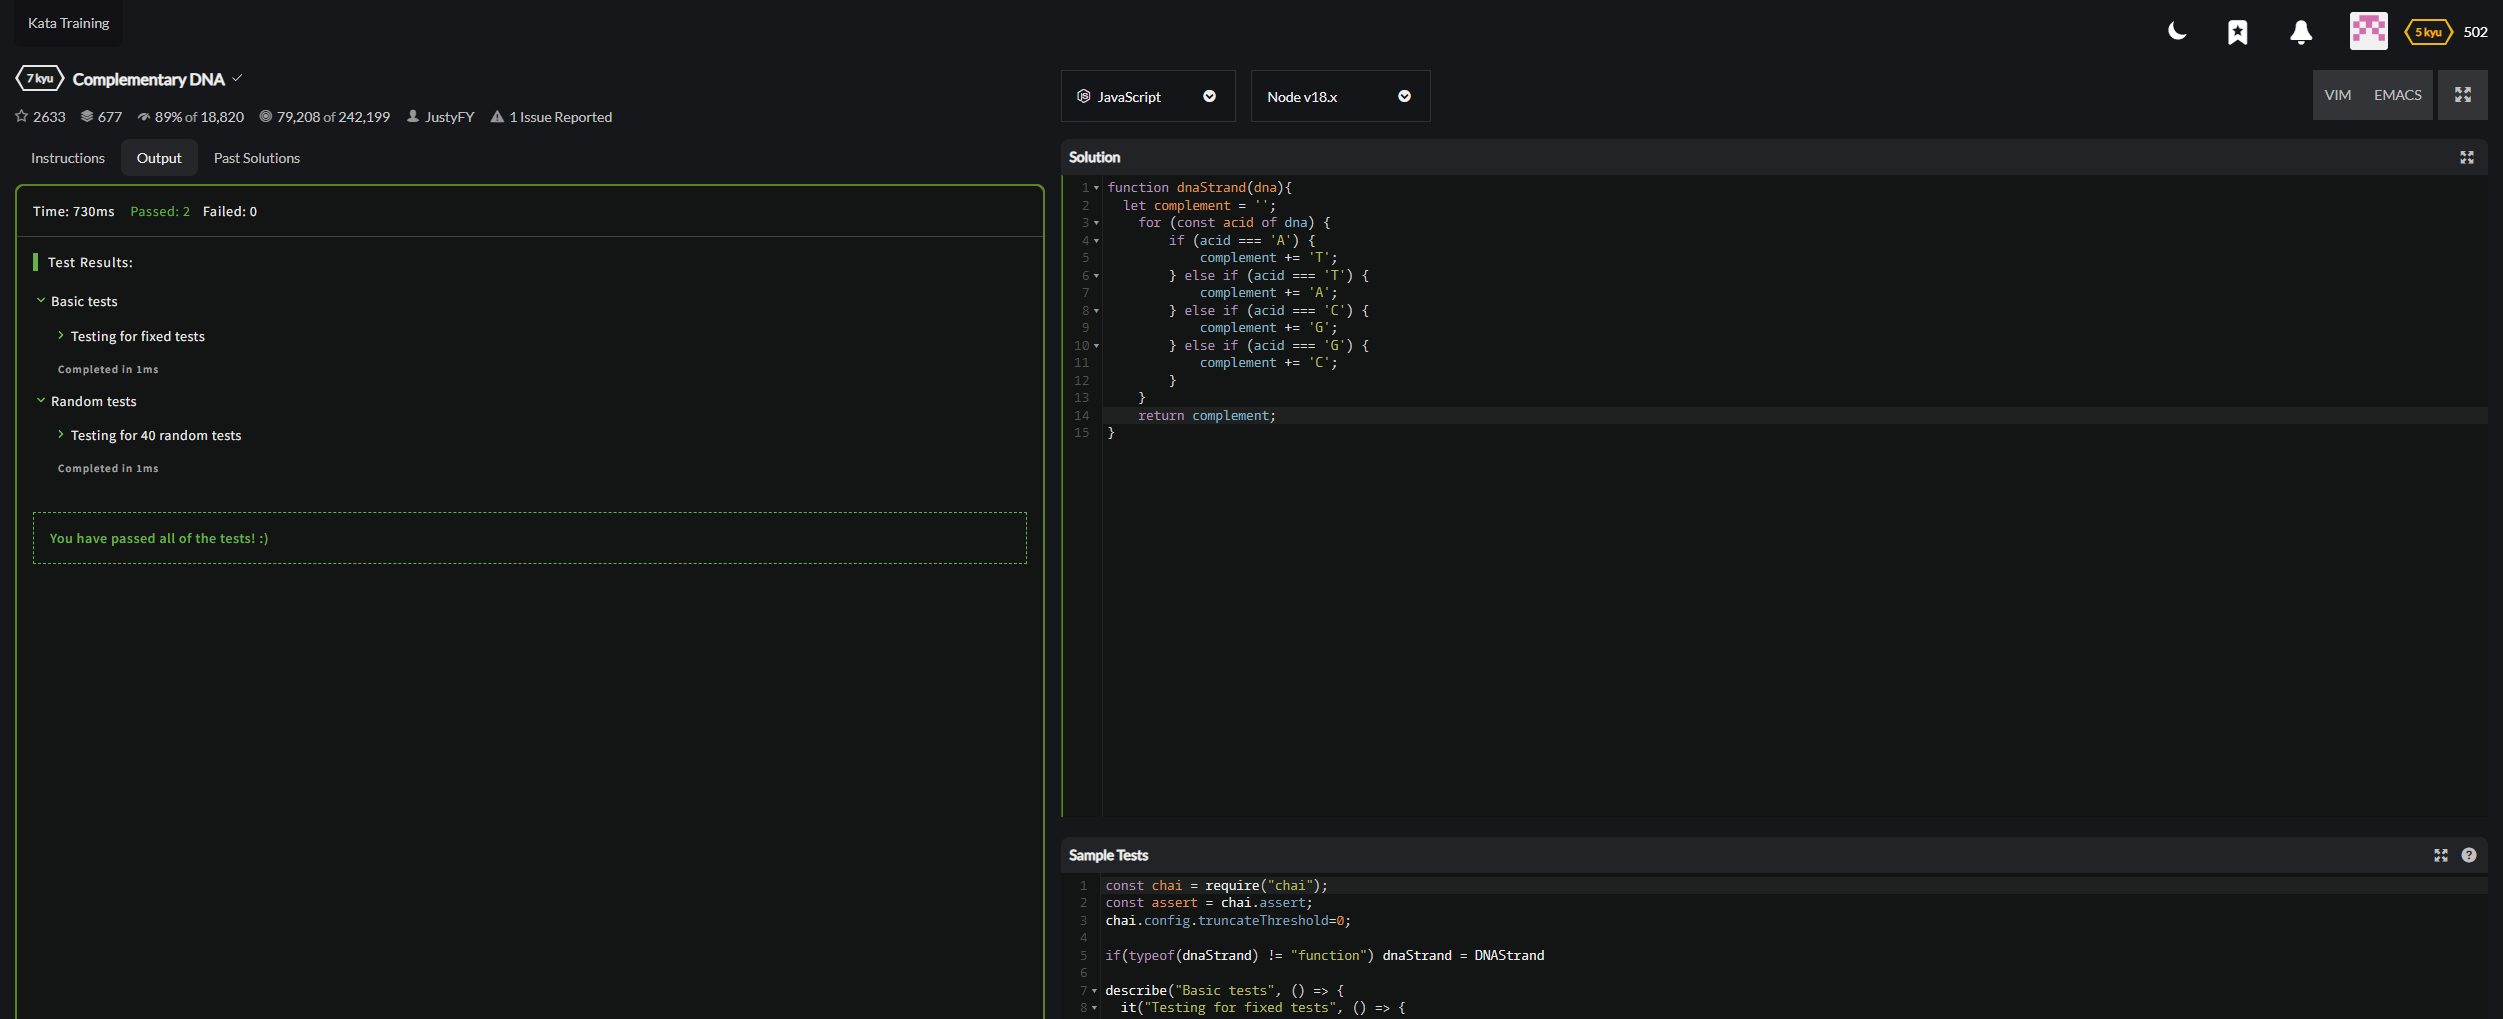 Kata Training
5 kyu 502
7 kyu Complementary DNA
2633 677 89% of 18,820 79,208 of 242,199 JustyFY 1 Issue Reported
Instructions Output Past Solutions
Time: 730ms Passed: 2 Failed: 0
Test Results:
Basic tests
Testing for fixed tests
Completed in 1ms
Random tests
Testing for 40 random tests
Completed in 1ms
You have passed all of the tests! :)
JavaScript Node v18.x VIM EMACS
Solution
1 function dnaStrand(dna){
2 let complement = '';
3 for (const acid of dna) {
4 if (acid === 'A') {
5 complement += 'T';
6 } else if (acid === 'T') {
7 complement += 'A';
8 } else if (acid === 'C') {
9 complement += 'G';
10 } else if (acid === 'G') {
11 complement += 'C';
12 }
13 }
14 return complement;
15 }
Sample Tests
1 const chai = require("chai");
2 const assert = chai.assert;
3 chai.config.truncateThreshold=0;
4
5 if(typeof(dnaStrand) != "function") dnaStrand = DNAStrand
6
7 describe("Basic tests", () => {
8 it("Testing for fixed tests", () => {